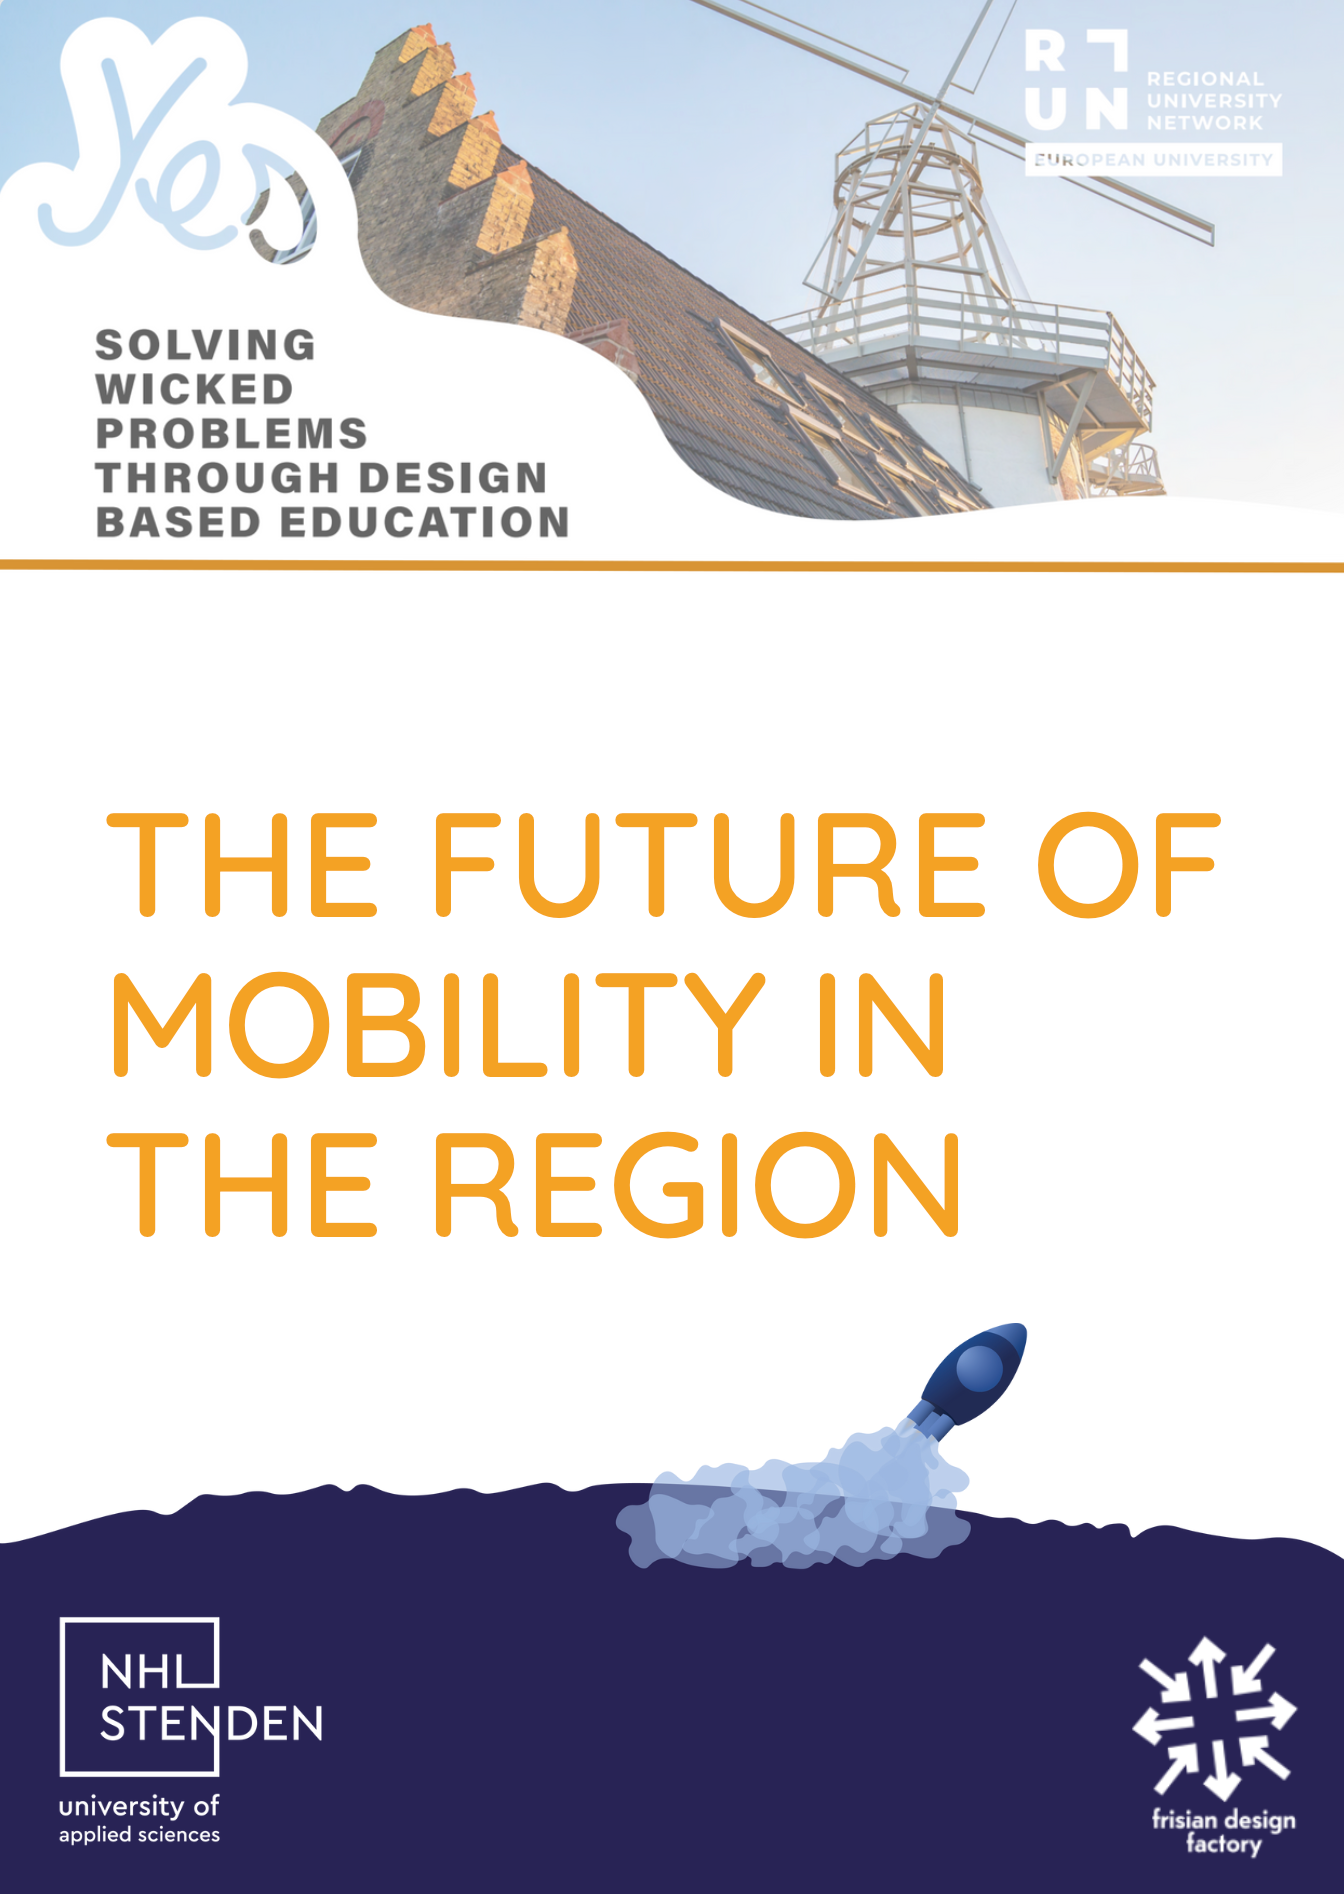 Yes
R
UN
REGIONAL
UNIVERSITY
NETWORK
EUROPEAN UNIVERSITY
SOLVING
WICKED
PROBLEMS
THROUGH DESIGN
BASED EDUCATION
THE FUTURE OF
MOBILITY IN
THE REGION
NHL
STENDEN
university of
applied sciences
frisian design
factory